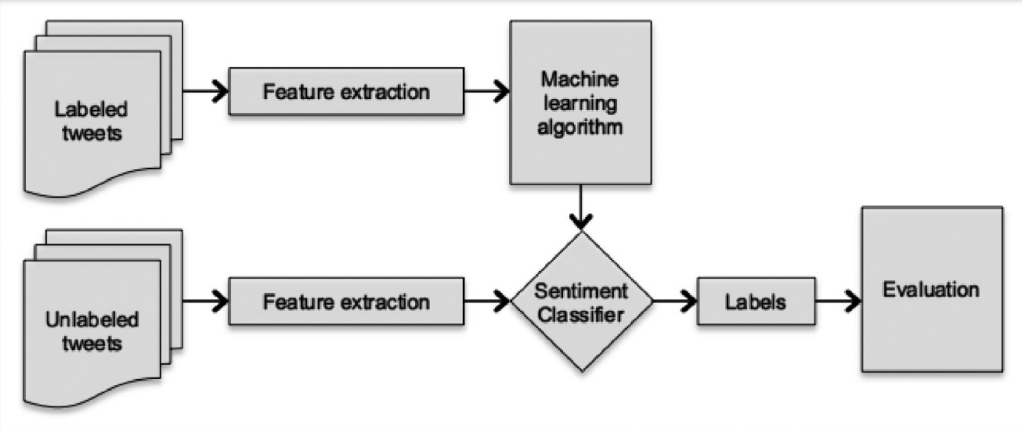 Labeled
tweets
Feature extraction
Machine
learning
algorithm
Unlabeled
tweets
Feature extraction
Sentiment
Classifier
Labels
Evaluation